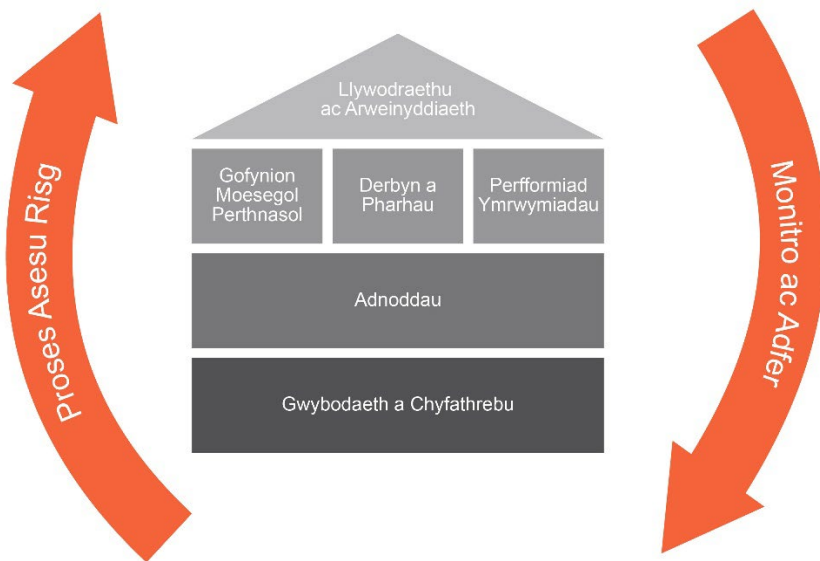 Llywodraethu
ac Arweinyddiaeth
Gofynion
Moesegol
Perthnasol
Derbyn a
Pharhau
Perfformiad
Ymrwymiadau
Adnoddau
Gwybodaeth a Chyfathrebu
Proses Asesu Risg
Monitro ac Adfer